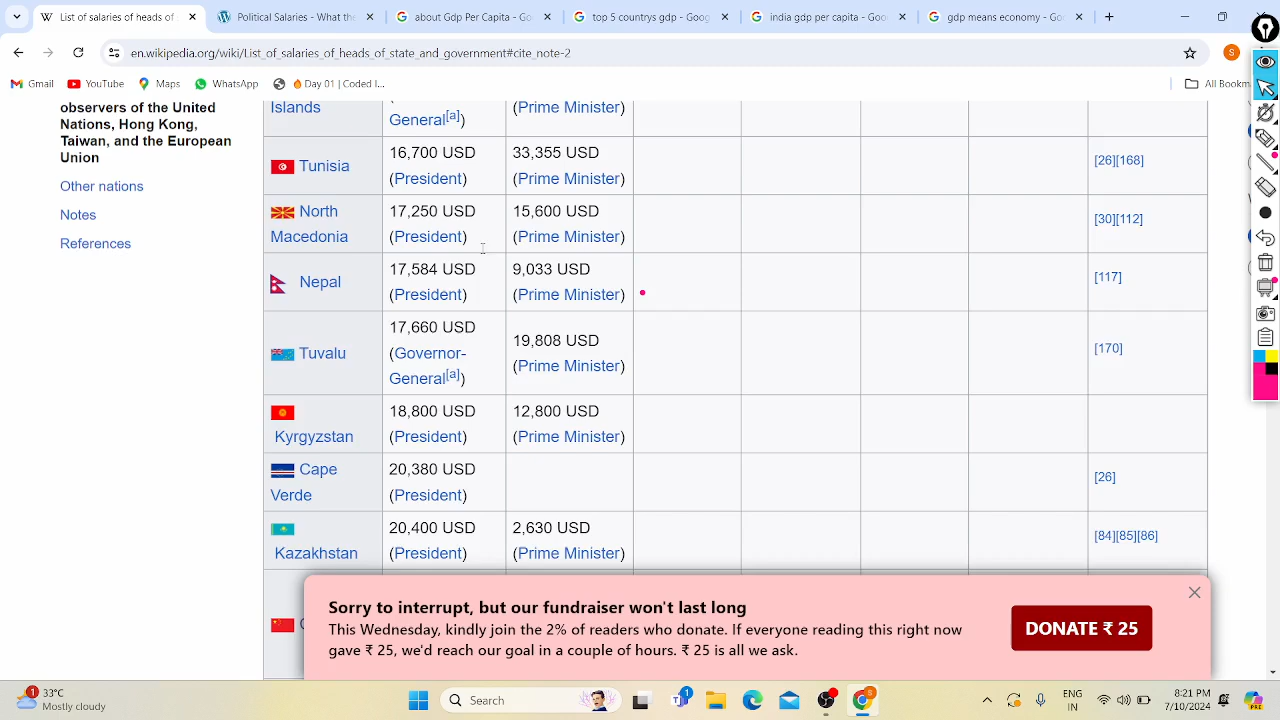 List of salaries of heads of st
Political Salaries - What the
about GDP Per Capita - Goo
top 5 countrys gdp - Goog
india gdp per capita - Goo
gdp means economy - Goo
en.wikipedia.org/wiki/List_of_salaries_of_heads_of_state_and_government#cite_note-2
S
Gmail
YouTube
Maps
WhatsApp
Day 01 | Coded I...
All Bookm
observers of the United
Nations, Hong Kong,
Taiwan, and the European
Union
Other nations
Notes
References
Islands
General[a])
(Prime Minister)
Tunisia
16,700 USD
(President)
33,355 USD
(Prime Minister)
[26][168]
North
Macedonia
17,250 USD
(President)
15,600 USD
(Prime Minister)
[30][112]
Nepal
17,584 USD
(President)
9,033 USD
(Prime Minister)
[117]
Tuvalu
17,660 USD
(Governor-
General[a])
19,808 USD
(Prime Minister)
[170]
Kyrgyzstan
18,800 USD
(President)
12,800 USD
(Prime Minister)
Cape
Verde
20,380 USD
(President)
[26]
Kazakhstan
20,400 USD
(President)
2,630 USD
(Prime Minister)
[84][85][86]
Sorry to interrupt, but our fundraiser won't last long
This Wednesday, kindly join the 2% of readers who donate. If everyone reading this right now
gave ₹ 25, we'd reach our goal in a couple of hours. ₹ 25 is all we ask.
DONATE ₹ 25
1
33°C
Mostly cloudy
Search
1
S
ENG
IN
8:21 PM
7/10/2024
PRE